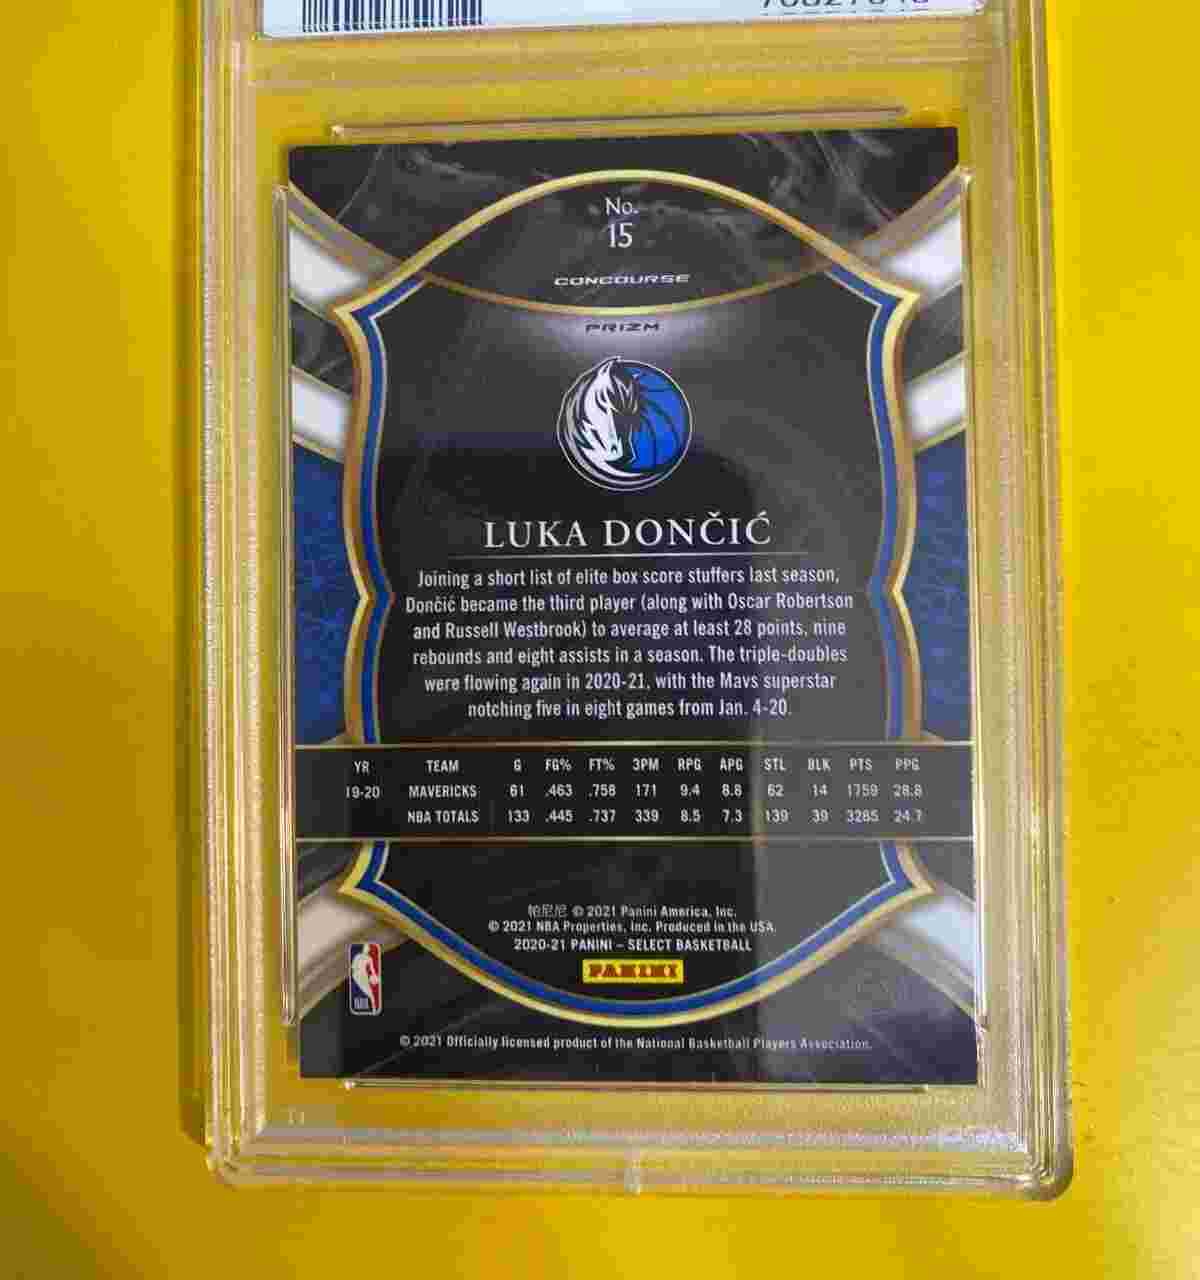 No.
15
CONCOURSE
PRIZM
LUKA DONČIĆ
Joining a short list of elite box score stuffers last season,
Dončić became the third player (along with Oscar Robertson
and Russell Westbrook) to average at least 28 points, nine
rebounds and eight assists in a season. The triple-doubles
were flowing again in 2020-21, with the Mavs superstar
notching five in eight games from Jan. 4-20.
YR TEAM G FG% FT% 3PM RPG APG STL BLK PTS PPG
19-20 MAVERICKS 61 .463 .758 171 9.4 8.8 62 14 1759 28.8
NBA TOTALS 133 .445 .737 339 8.5 7.3 139 39 3285 24.7
帕尼尼 © 2021 Panini America, Inc.
© 2021 NBA Properties, Inc. Produced in the USA.
2020-21 PANINI – SELECT BASKETBALL
PANINI
NBA
© 2021 Officially licensed product of the National Basketball Players Association.